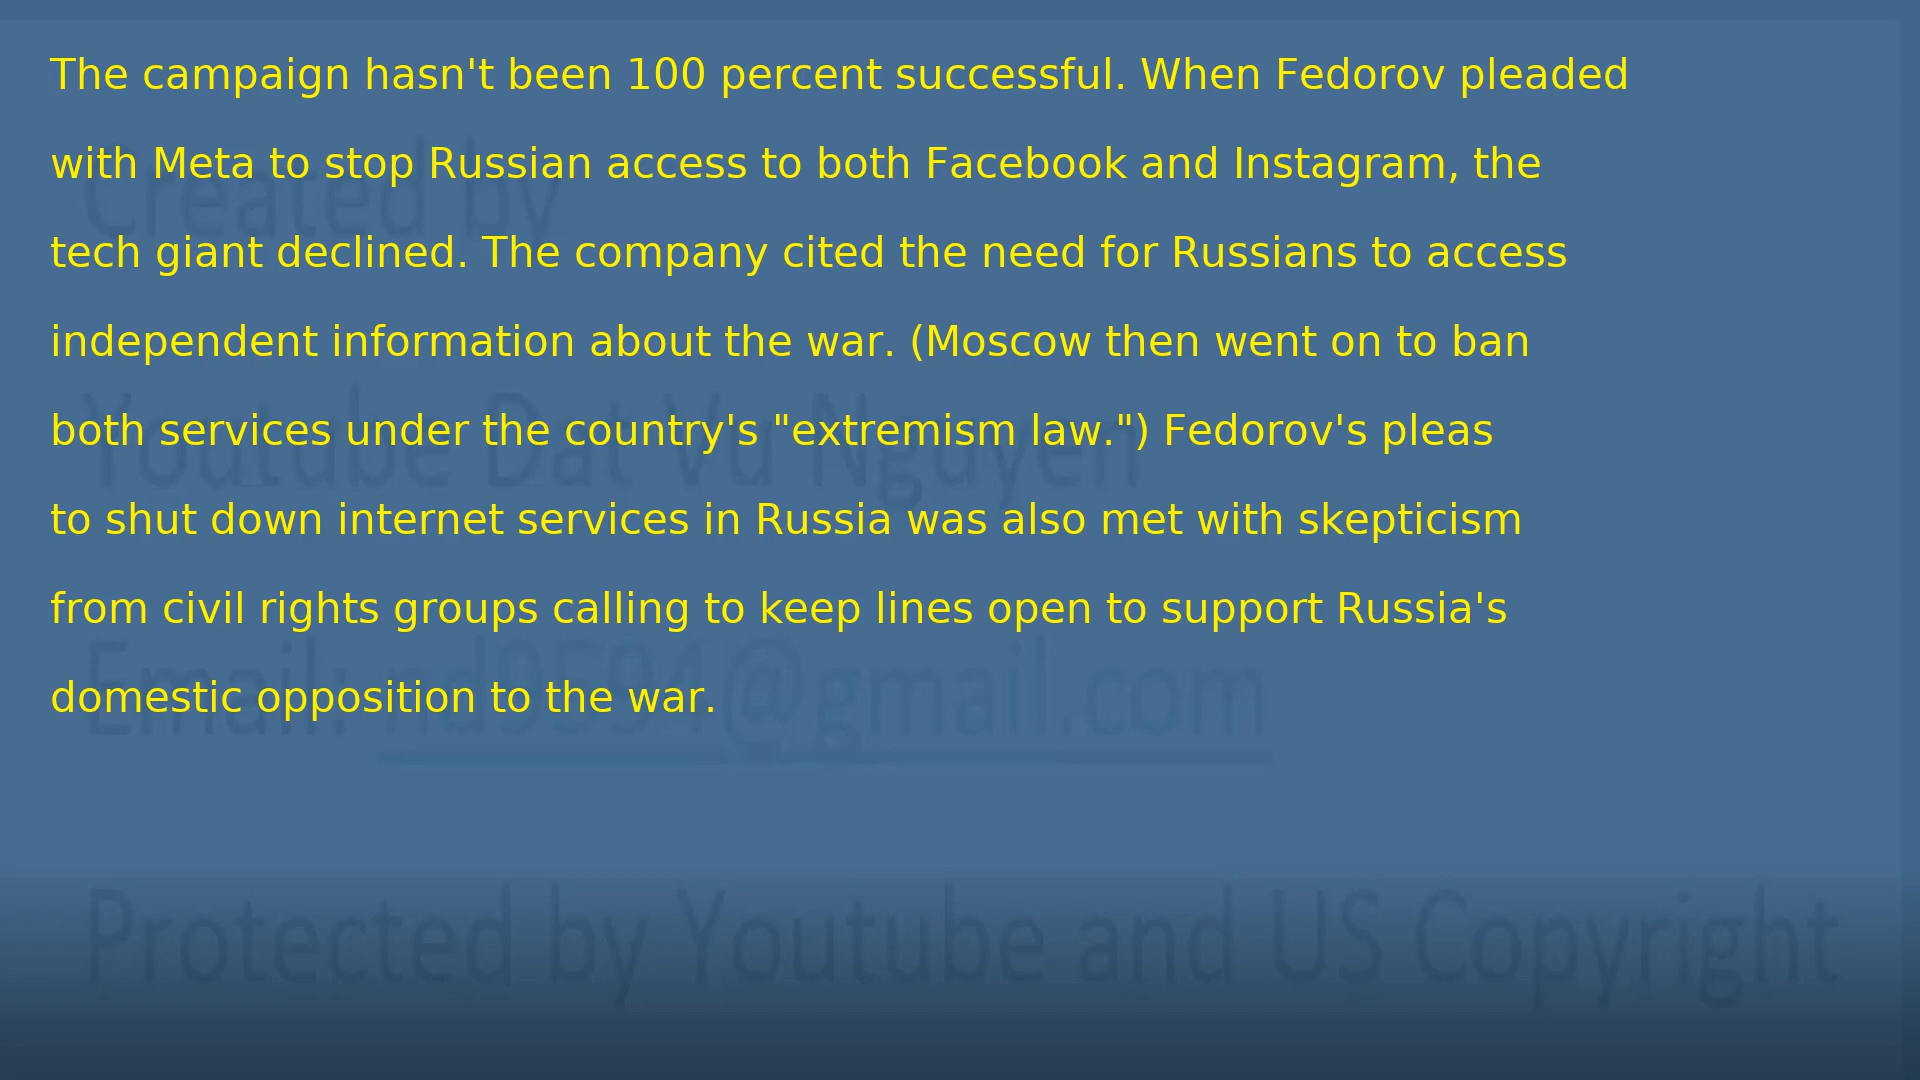 The campaign hasn't been 100 percent successful. When Fedorov pleaded
with Meta to stop Russian access to both Facebook and Instagram, the
Created by
tech giant declined. The company cited the need for Russians to access
independent information about the war. (Moscow then went on to ban
both services under the country's "extremism law.") Fedorov's pleas
Youtube Dat Vu Nguyen
to shut down internet services in Russia was also met with skepticism
from civil rights groups calling to keep lines open to support Russia's
domestic opposition to the war.
Email: nd9594@gmail.com
Protected by Youtube and US Copyright